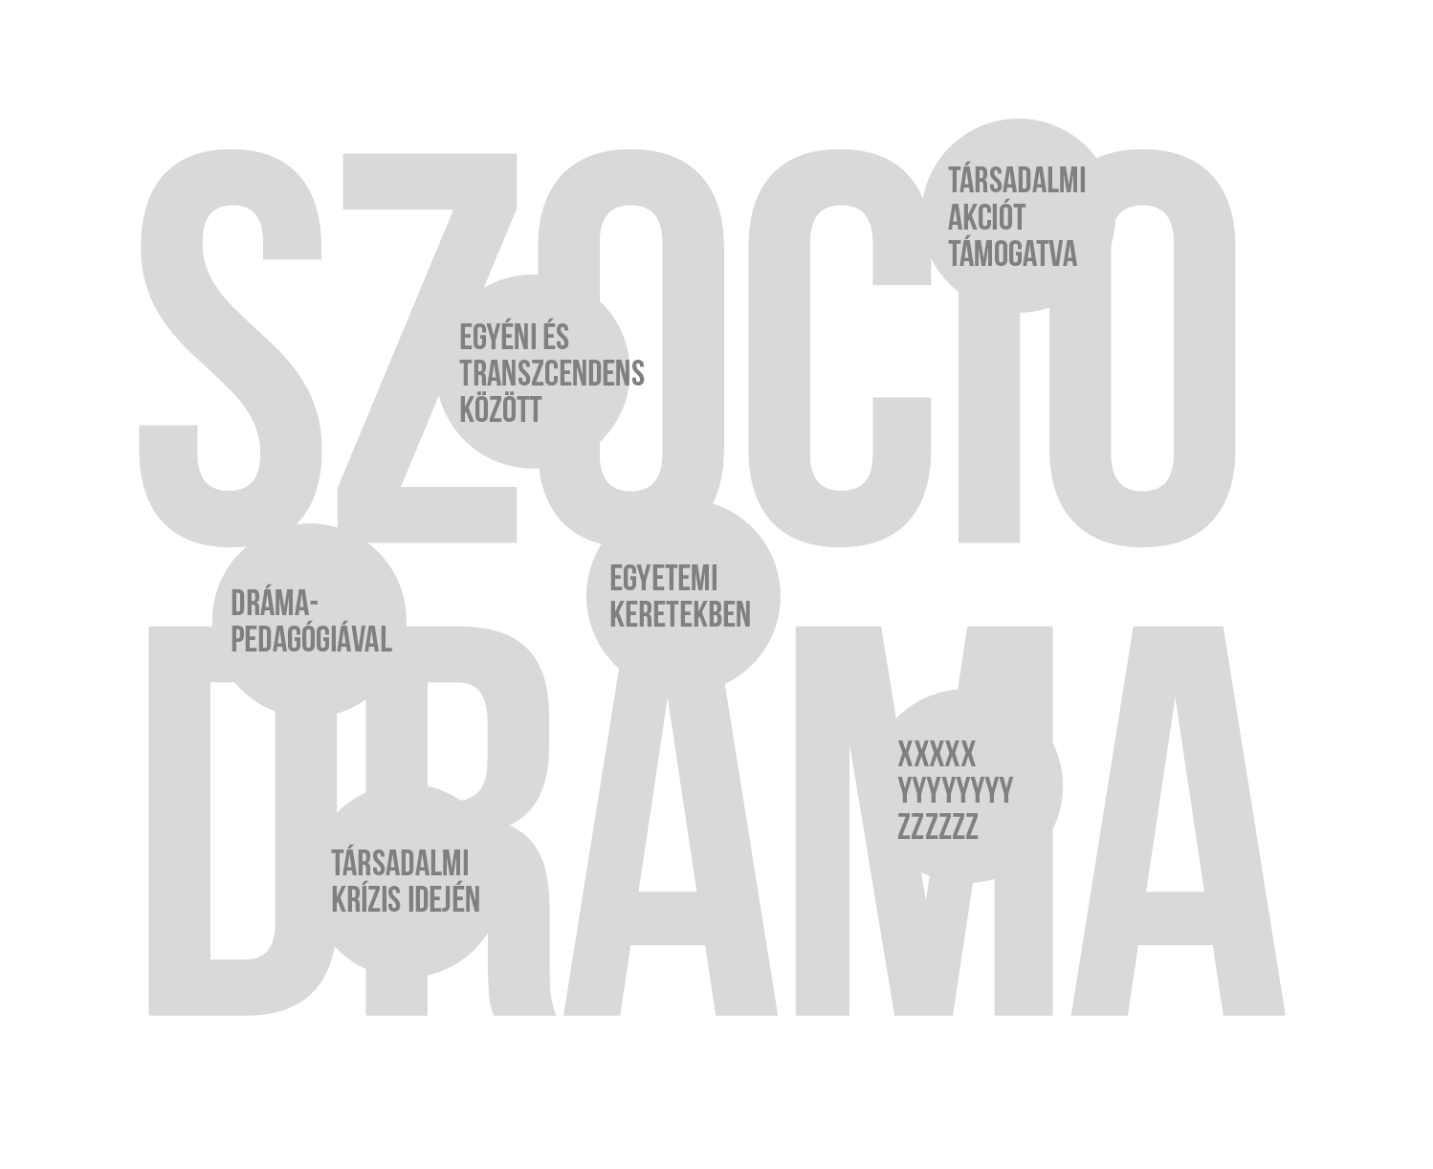 SZOCIO
TÁRSADALMI
AKCIÓT
TÁMOGATVA
EGYÉNI ÉS
TRANSZCENDENS
KÖZÖTT
DRÁMA-
PEDAGÓGIÁVAL
EGYETEMI
KERETEKBEN
DRAMA
XXXXX
YYYYYYYY
ZZZZZZ
TÁRSADALMI
KRÍZIS IDEJÉN